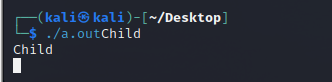 ┌──(kali㉿kali)-[~/Desktop]
└─$ ./a.outChild
Child